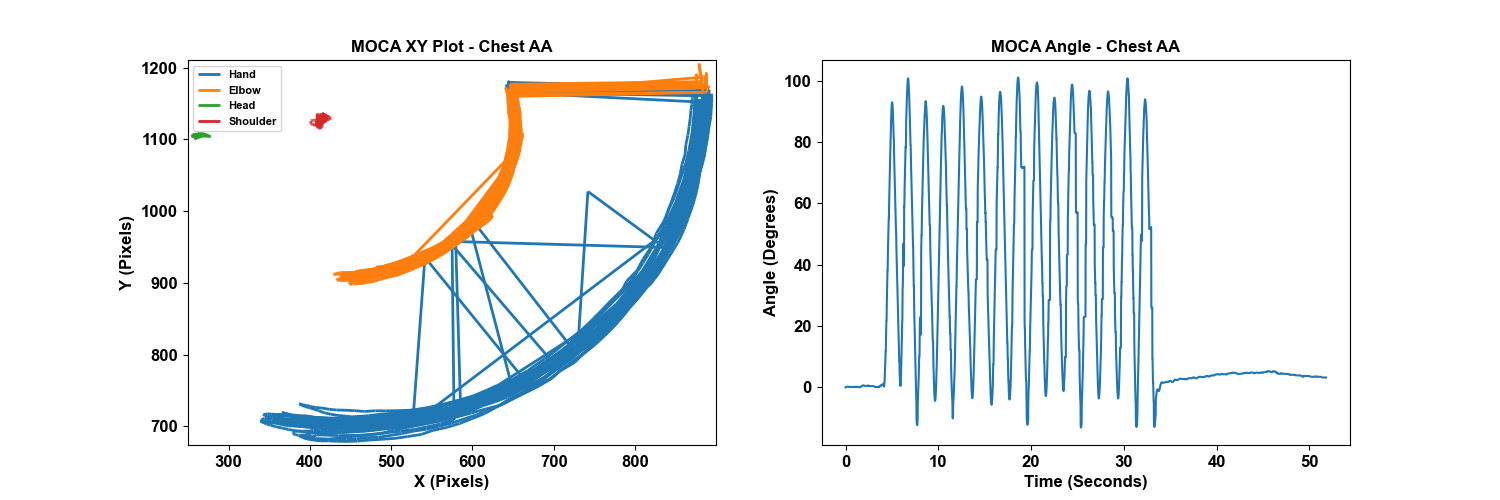 MOCA XY Plot - Chest AA
1200
1100
1000
900
800
700
Y (Pixels)
Hand
Elbow
Head
Shoulder
300 400 500 600 700 800
X (Pixels)
MOCA Angle - Chest AA
100
80
60
40
20
0
Angle (Degrees)
0 10 20 30 40 50
Time (Seconds)